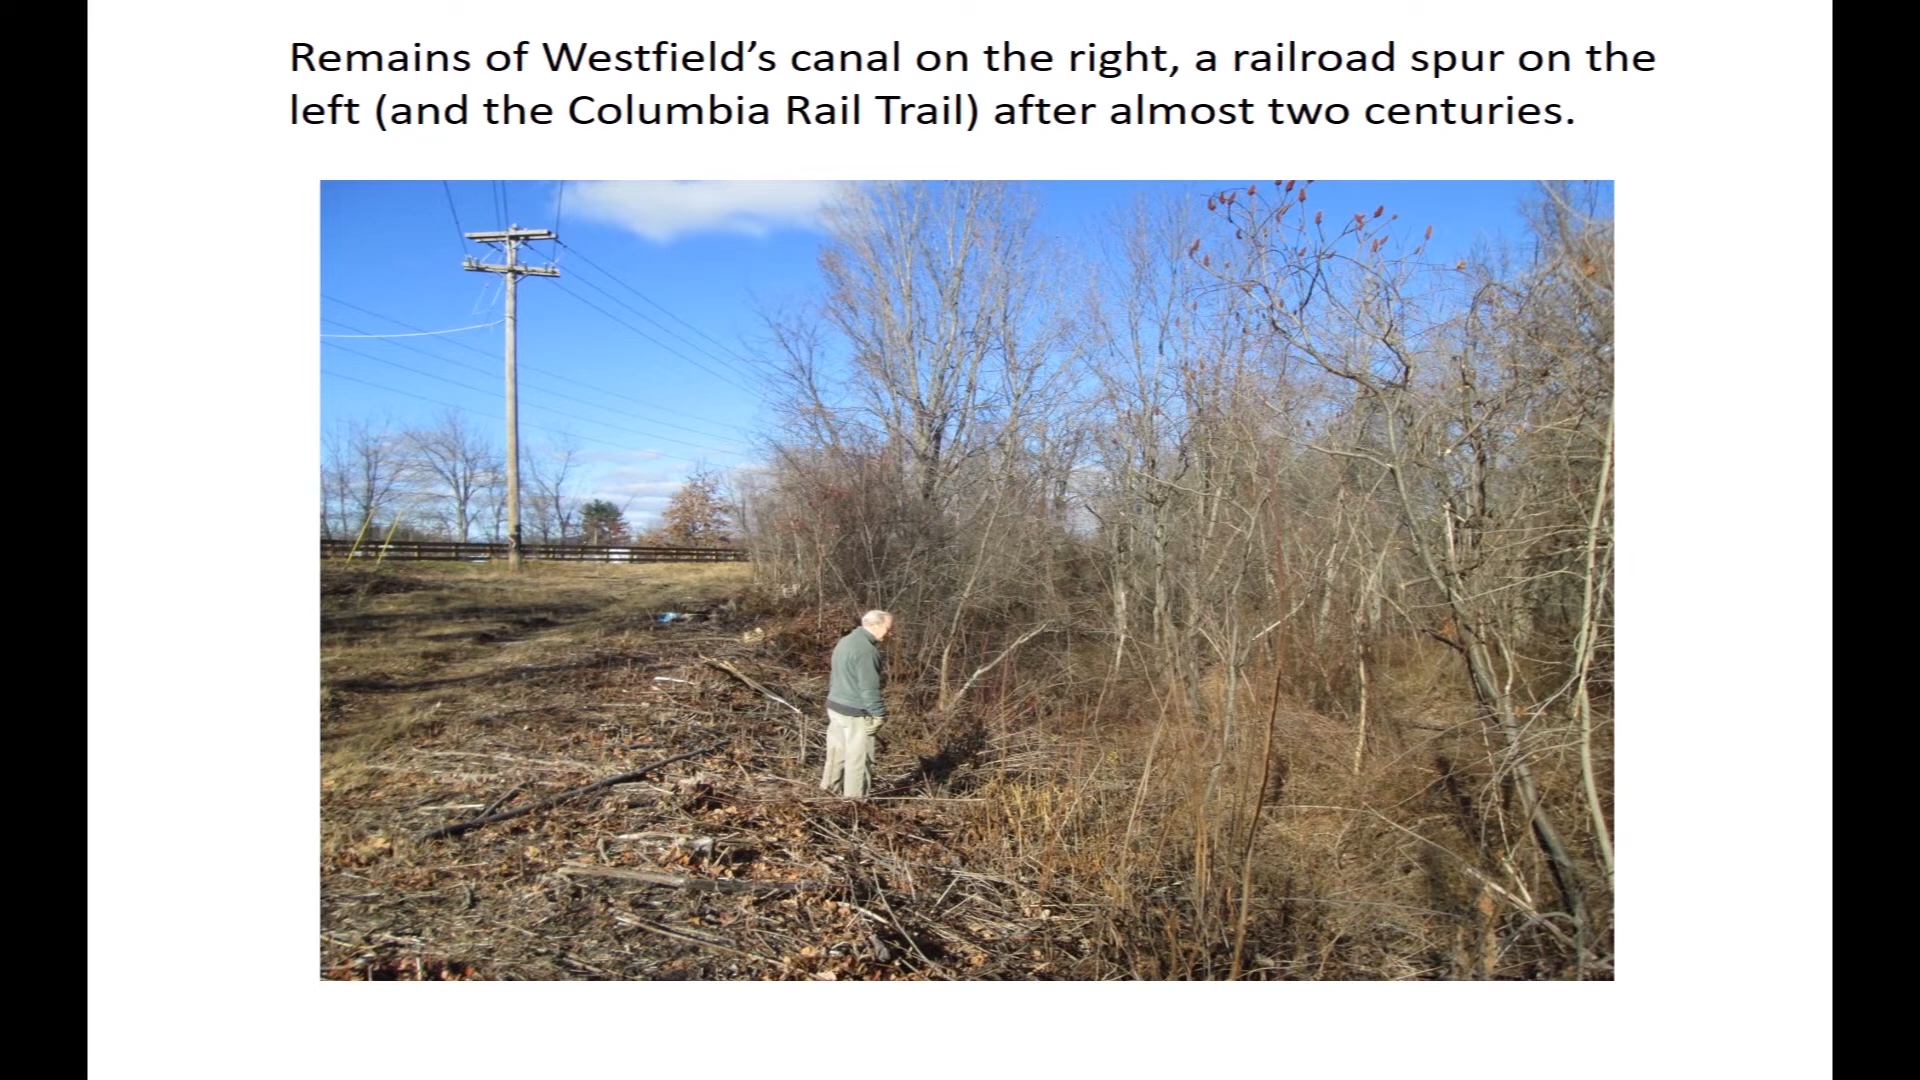 Remains of Westfield’s canal on the right, a railroad spur on the
left (and the Columbia Rail Trail) after almost two centuries.